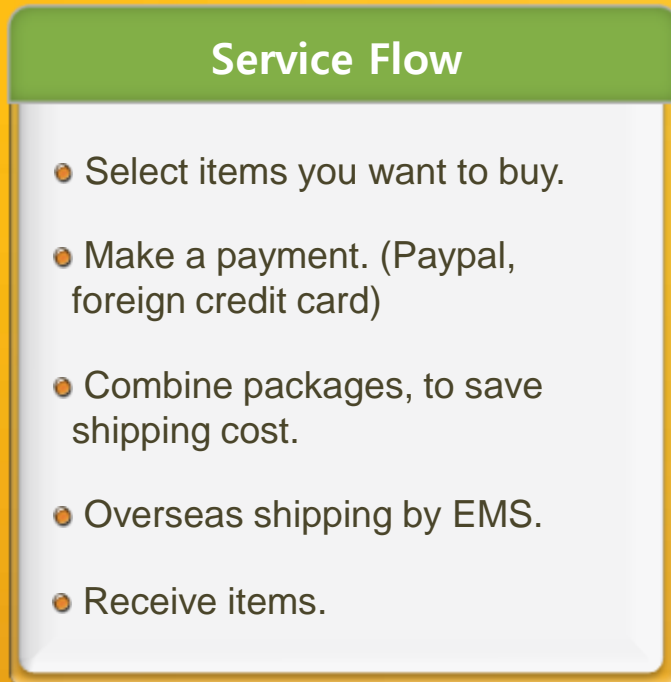 Service Flow
Select items you want to buy.
Make a payment. (Paypal,
foreign credit card)
Combine packages, to save
shipping cost.
Overseas shipping by EMS.
Receive items.